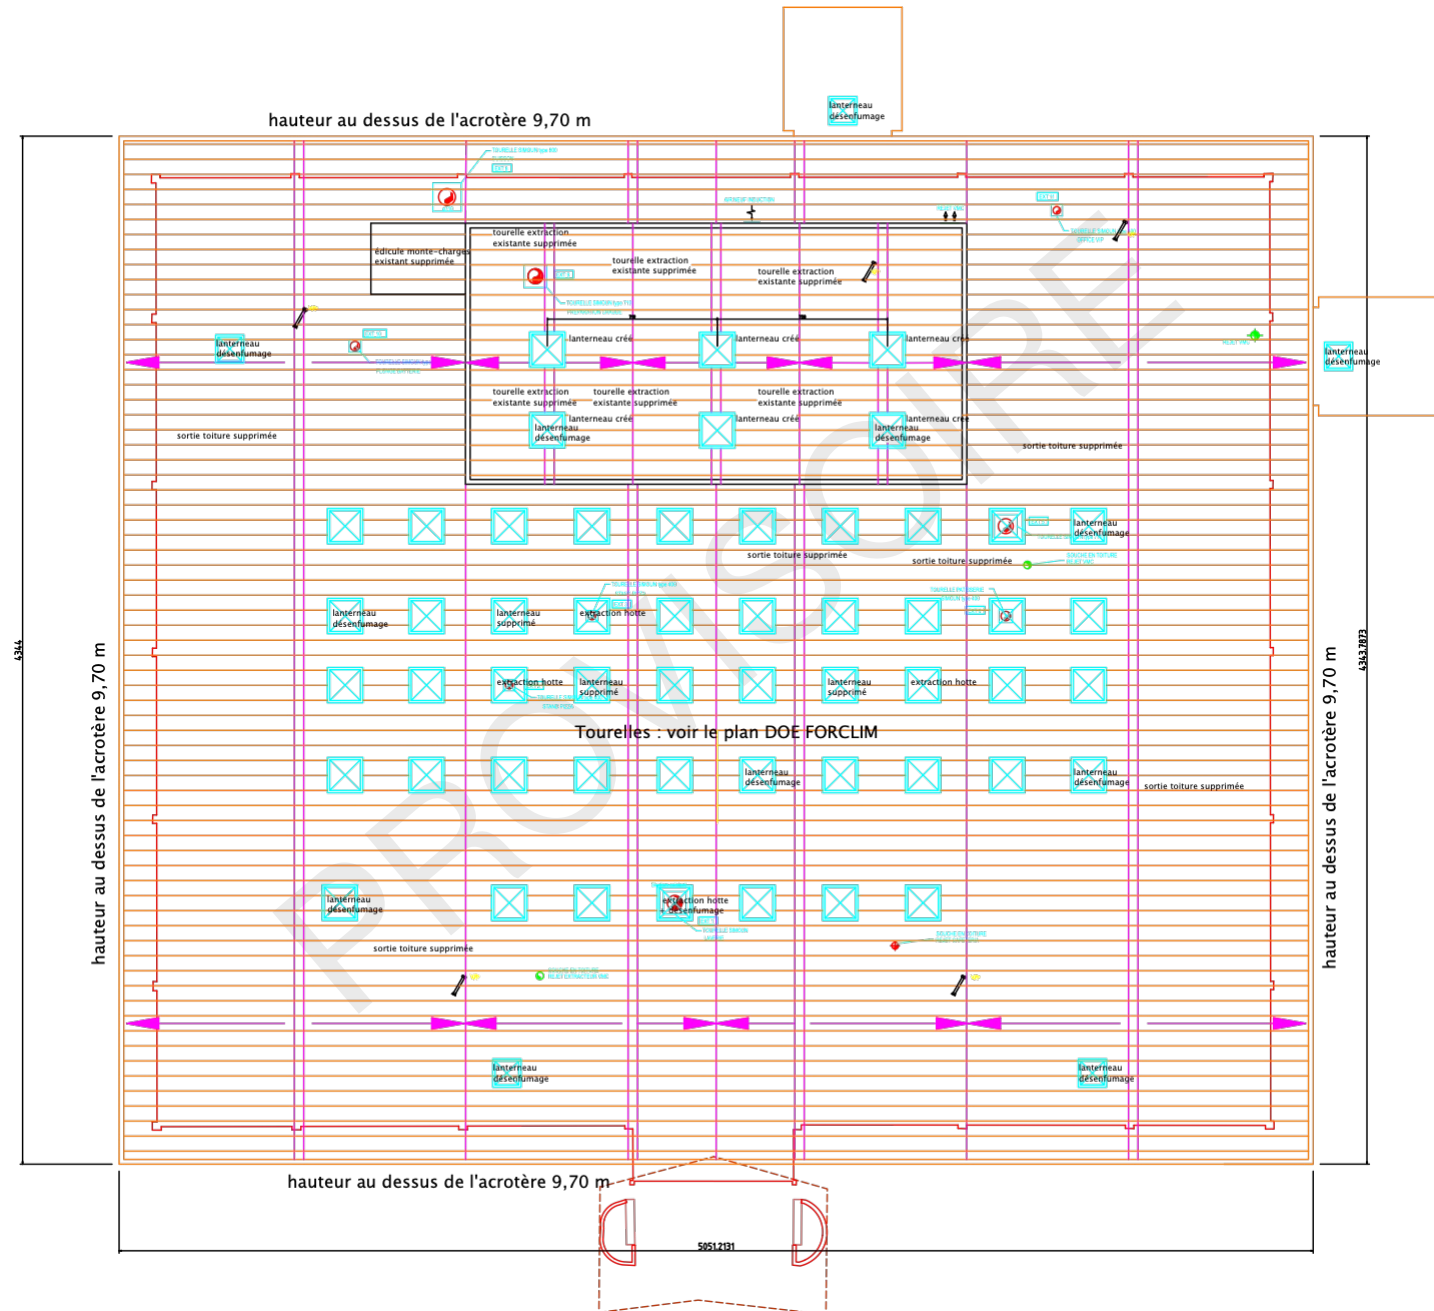 lanterneau
désenfumage
hauteur au dessus de l'acrotère 9,70 m
tourelle extraction
existante supprimée
édicule monte-charges
existant supprimée
tourelle extraction
existante supprimée
tourelle extraction
existante supprimée
lanterneau
désenfumage
lanterneau créé
lanterneau créé
lanterneau créé
lanterneau
désenfumage
tourelle extraction
existante supprimée
tourelle extraction
existante supprimée
tourelle extraction
existante supprimée
lanterneau créé
lanterneau créé
lanterneau créé
lanterneau
désenfumage
lanterneau
désenfumage
sortie toiture supprimée
sortie toiture supprimée
lanterneau
désenfumage
sortie toiture supprimée
sortie toiture supprimée
BOUCHE EN TOITURE
REJET VMC
lanterneau
désenfumage
lanterneau
supprimé
extraction hotte
extraction hotte
lanterneau
supprimé
lanterneau
supprimé
extraction hotte
Tourelles : voir le plan DOE FORCLIM
lanterneau
désenfumage
lanterneau
désenfumage
sortie toiture supprimée
lanterneau
désenfumage
extraction hotte
+ désenfumage
sortie toiture supprimée
lanterneau
désenfumage
lanterneau
désenfumage
hauteur au dessus de l'acrotère 9,70 m
hauteur au dessus de l'acrotère 9,70 m
hauteur au dessus de l'acrotère 9,70 m
4344
4343.7873
5051.2131
PROVISOIRE